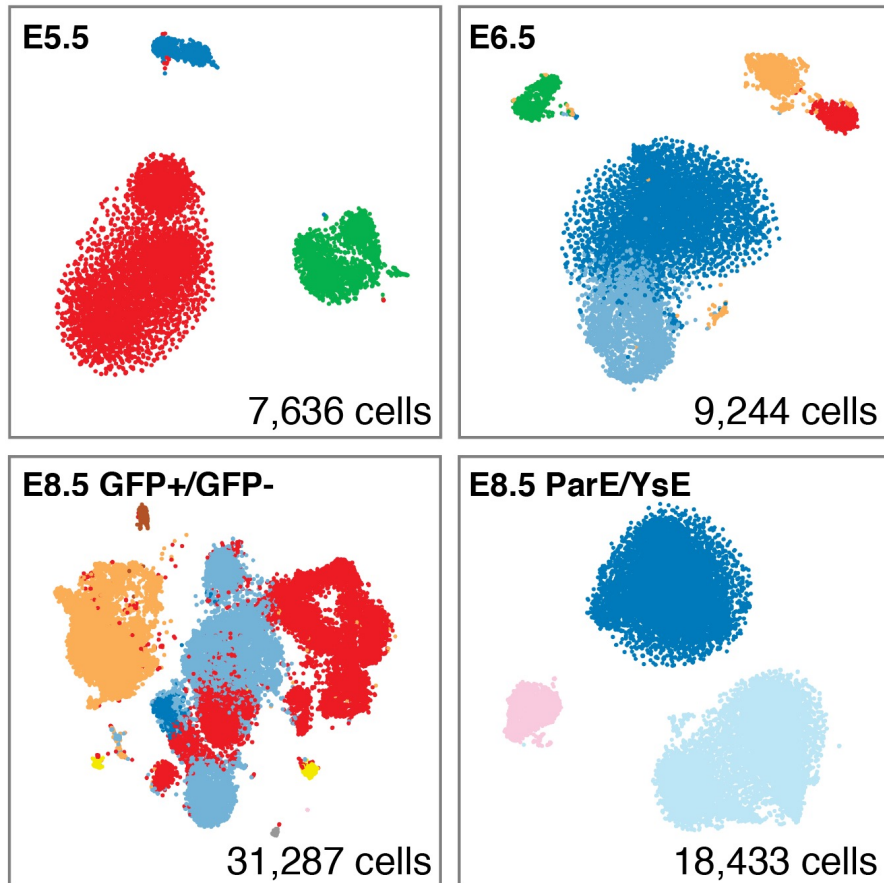 E5.5
7,636 cells
E6.5
9,244 cells
E8.5 GFP+/GFP-
31,287 cells
E8.5 ParE/YsE
18,433 cells